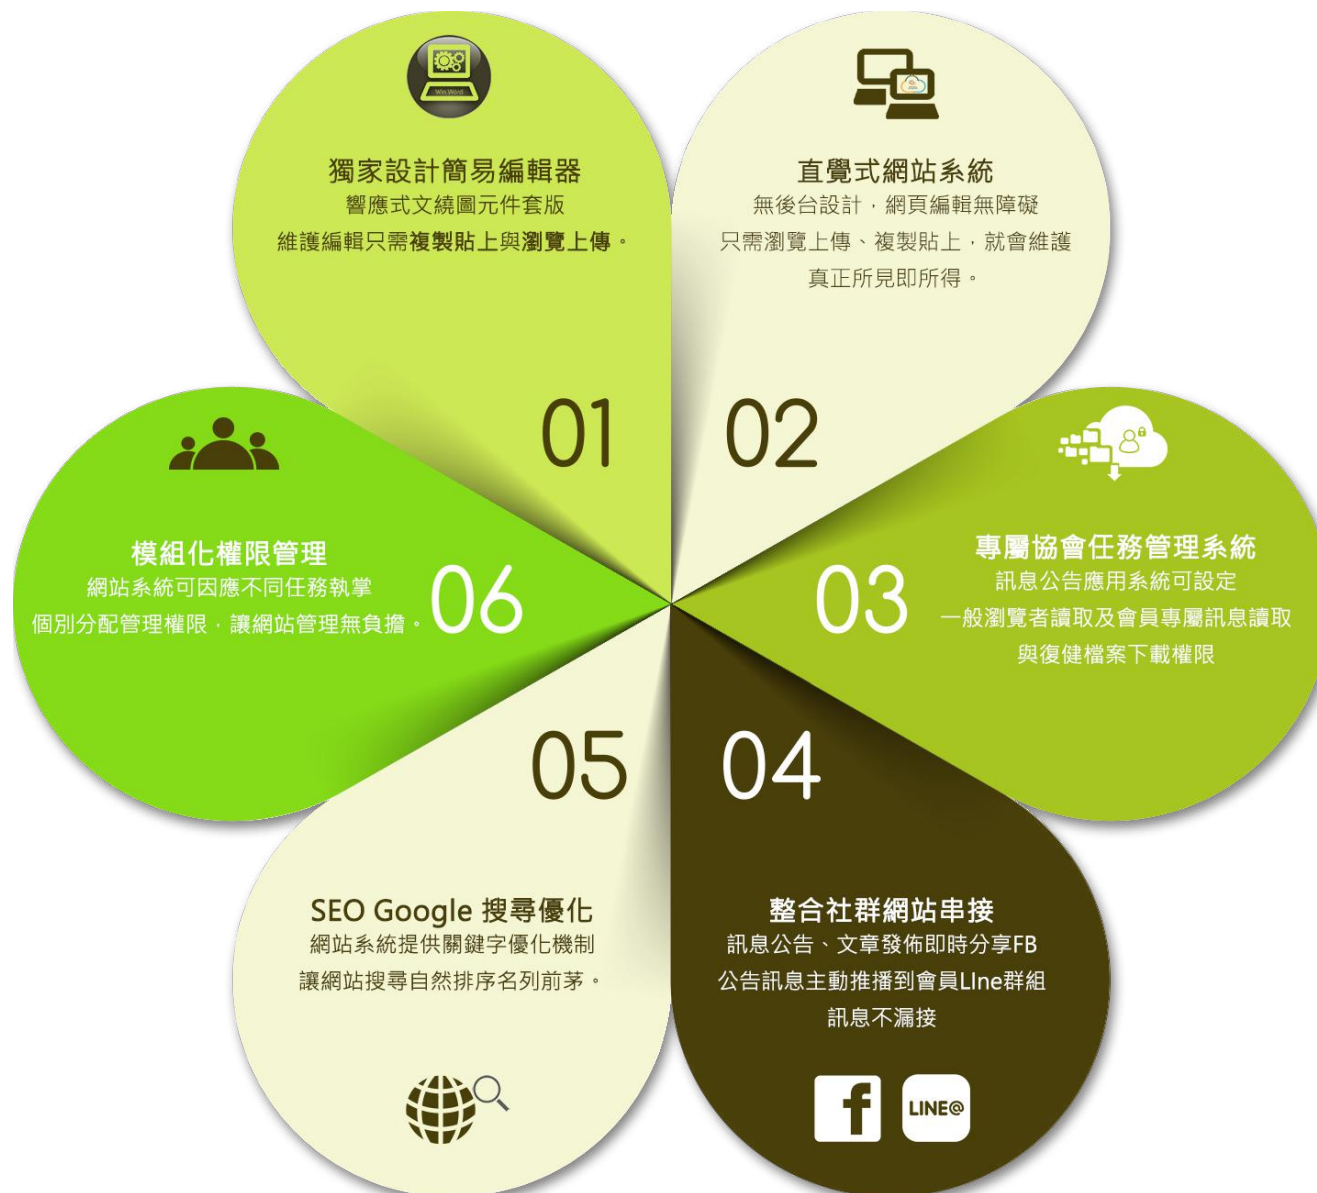 Win Word
獨家設計簡易編輯器
響應式文繞圖元件套版
維護編輯只需複製貼上與瀏覽上傳。
01
直覺式網站系統
無後台設計，網頁編輯無障礙
只需瀏覽上傳、複製貼上，就會維護
真正所見即所得。
02
專屬協會任務管理系統
訊息公告應用系統可設定
一般瀏覽者讀取及會員專屬訊息讀取
與復健檔案下載權限
03
04
整合社群網站串接
訊息公告、文章發佈即時分享FB
公告訊息主動推播到會員LIne群組
訊息不漏接
f
LINE@
05
SEO Google 搜尋優化
網站系統提供關鍵字優化機制
讓網站搜尋自然排序名列前茅。
模組化權限管理
網站系統可因應不同任務執掌
個別分配管理權限，讓網站管理無負擔。
06